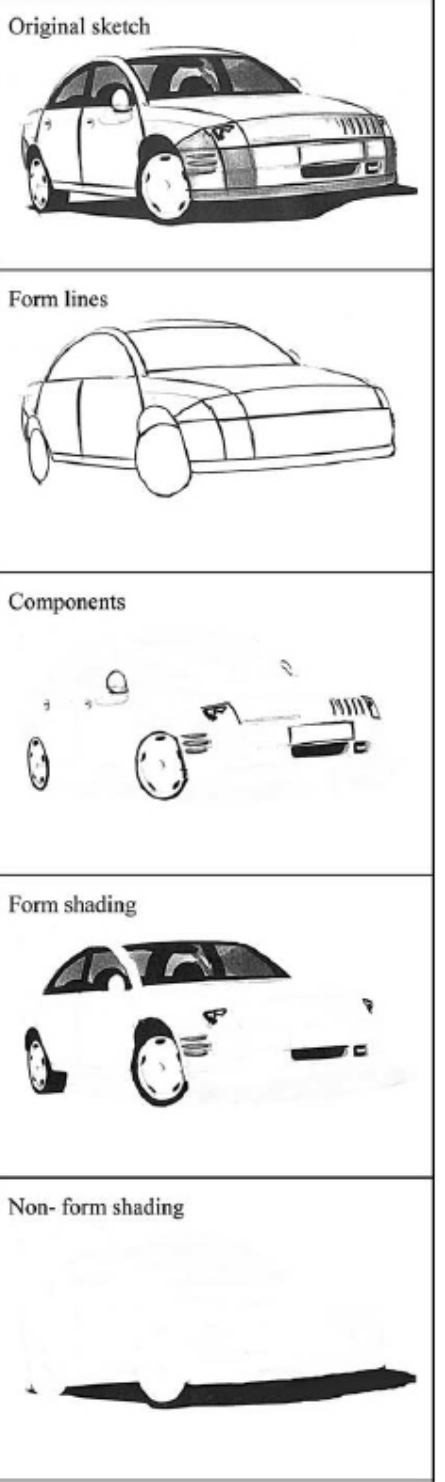 Original sketch
Form lines
Components
Form shading
Non- form shading